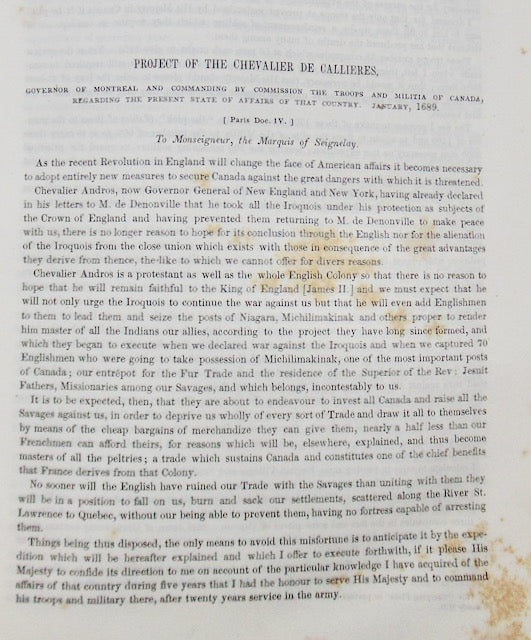 PROJECT OF THE CHEVALIER DE CALLIERES,
GOVERNOR OF MONTREAL AND COMMANDING BY COMMISSION THE TROOPS AND MILITIA OF CANADA,
REGARDING THE PRESENT STATE OF AFFAIRS OF THAT COUNTRY. JANUARY, 1689.
[ Paris Doc. IV. ]
To Monseigneur, the Marquis of Seignelay.
As the recent Revolution in England will change the face of American affairs it becomes necessary
to adopt entirely new measures to secure Canada against the great dangers with which it is threatened.
Chevalier Andros, now Governor General of New England and New York, having already declared
in his letters to M. de Denonville that he took all the Iroquois under his protection as subjects of
the Crown of England and having prevented them returning to M. de Denonville to make peace
with us, there is no longer reason to hope for its conclusion through the English nor for the alienation
of the Iroquois from the close union which exists with those in consequence of the great advantages
they derive from thence, the like to which we cannot offer for divers reasons.
Chevalier Andros is a protestant as well as the whole English Colony so that there is no reason to
hope that he will remain faithful to the King of England [James II.] and we must expect that he
will not only urge the Iroquois to continue the war against us but that he will even add Englishmen
to them to lead them and seize the posts of Niagara, Michilimakinak and others proper to render
him master of all the Indians our allies, according to the project they have long since formed, and
which they began to execute when we declared war against the Iroquois and when we captured 70
Englishmen who were going to take possession of Michilimakinak, one of the most important posts
of Canada; our entrepôt for the Fur Trade and the residence of the Superior of the Rev: Jesuit
Fathers, Missionaries among our Savages, and which belongs, incontestably to us.
It is to be expected, then, that they are about to endeavour to invest all Canada and raise all the
Savages against us, in order to deprive us wholly of every sort of Trade and draw it all to themselves
by means of the cheap bargains of merchandize they can give them, nearly a half less than our
Frenchmen can afford theirs, for reasons which will be, elsewhere, explained, and thus become
masters of all the peltries; a trade which sustains Canada and constitutes one of the chief benefits
that France derives from that Colony.
No sooner will the English have ruined our Trade with the Savages than uniting with them they
will be in a position to fall on us, burn and sack our settlements, scattered along the River St.
Lawrence to Quebec, without our being able to prevent them, having no fortress capable of arresting
them.
Things being thus disposed, the only means to avoid this misfortune is to anticipate it by the expe-
dition which will be hereafter explained and which I offer to execute forthwith, if it please His
Majesty to confide its direction to me on account of the particular knowledge I have acquired of the
affairs of that country during five years that I had the honour to serve His Majesty and to command
his troops and military there, after twenty years service in the army.